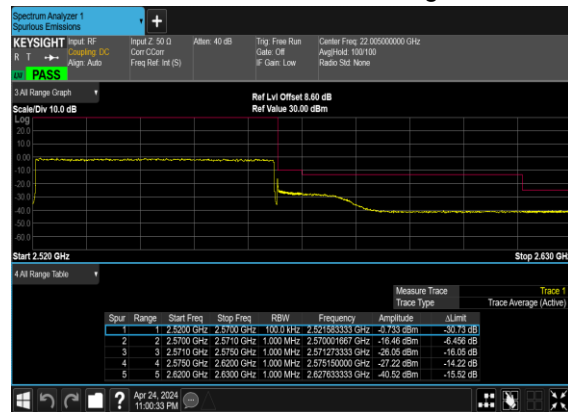 Spectrum Analyzer 1
Spurious Emissions
+
KEYSIGHT Input: RF Input Z: 50 Ω Atten: 40 dB Trig: Free Run Center Freq: 22.005000000 GHz
R T Coupling: DC Corr CCorr Gate: Off Avg|Hold: 100/100
Align: Auto Freq Ref: Int (S) IF Gain: Low Radio Std: None
LV PASS
3 All Range Graph
Ref Lvl Offset 8.60 dB
Scale/Div 10.0 dB Ref Value 30.00 dBm
Log
20.0
10.0
0.00
-10.0
-20.0
-30.0
-40.0
-50.0
-60.0
Start 2.520 GHz Stop 2.630 GH
4 All Range Table
Measure Trace Trace 1
Trace Type Trace Average (Active)
Spur Range Start Freq Stop Freq RBW Frequency Amplitude ΔLimit
1 1 2.5200 GHz 2.5700 GHz 100.0 kHz 2.521583333 GHz -0.733 dBm -30.73 dB
2 2 2.5700 GHz 2.5710 GHz 1.000 MHz 2.570001667 GHz -16.46 dBm -6.456 dB
3 3 2.5710 GHz 2.5750 GHz 1.000 MHz 2.571273333 GHz -26.05 dBm -16.05 dB
4 4 2.5750 GHz 2.6200 GHz 1.000 MHz 2.575150000 GHz -27.22 dBm -14.22 dB
5 5 2.6200 GHz 2.6300 GHz 1.000 MHz 2.627633333 GHz -40.52 dBm -15.52 dB
? Apr 24, 2024
11:00:33 PM